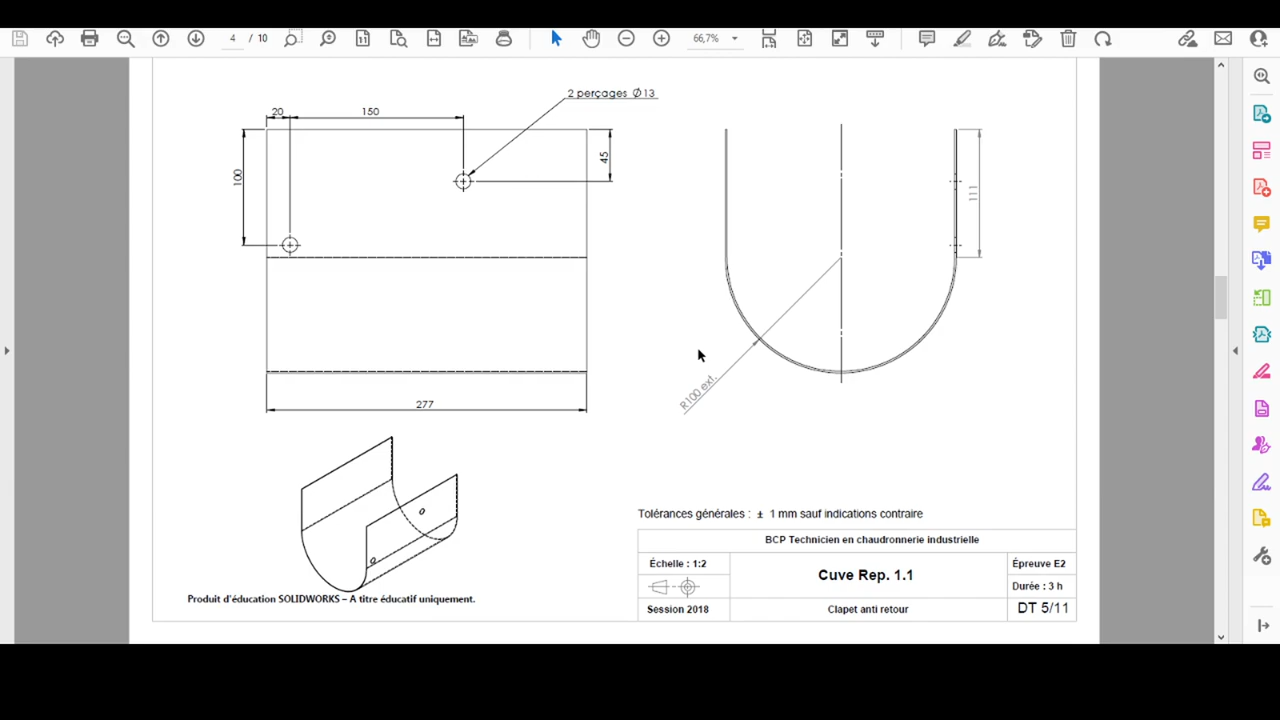 4 / 10
66,7%
2 perçages Ø13
20
150
45
100
111
R100 ext.
277
Tolérances générales : ± 1 mm sauf indications contraire
BCP Technicien en chaudronnerie industrielle
Échelle : 1:2
Cuve Rep. 1.1
Épreuve E2
Durée : 3 h
Session 2018
Clapet anti retour
DT 5/11
Produit d'éducation SOLIDWORKS – A titre éducatif uniquement.